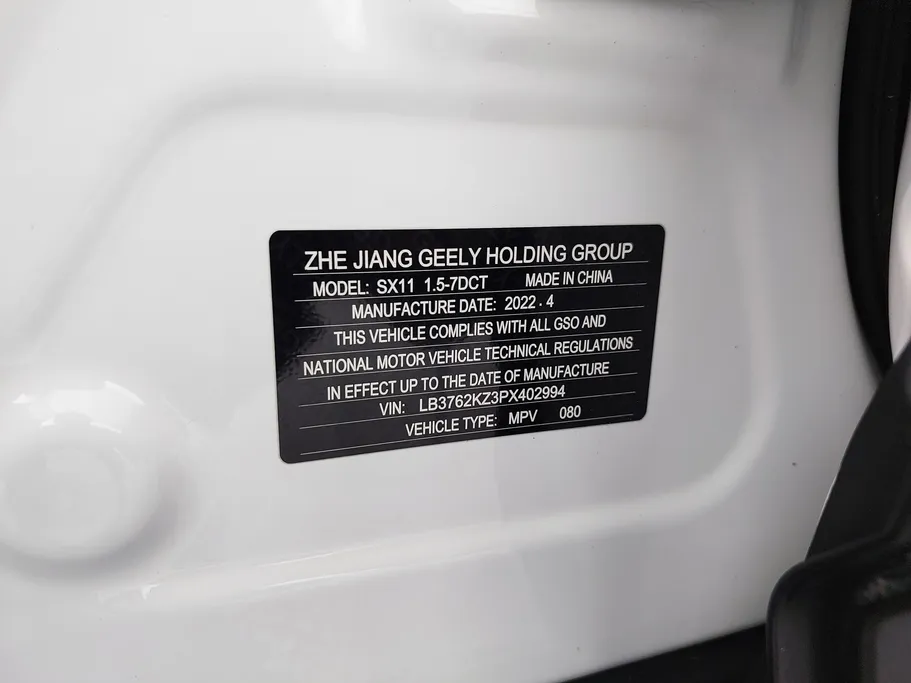 ZHE JIANG GEELY HOLDING GROUP
MODEL: SX11 1.5-7DCT MADE IN CHINA
MANUFACTURE DATE: 2022.4
THIS VEHICLE COMPLIES WITH ALL GSO AND
NATIONAL MOTOR VEHICLE TECHNICAL REGULATIONS
IN EFFECT UP TO THE DATE OF MANUFACTURE
VIN: LB3762KZ3PX402994
VEHICLE TYPE: MPV 080